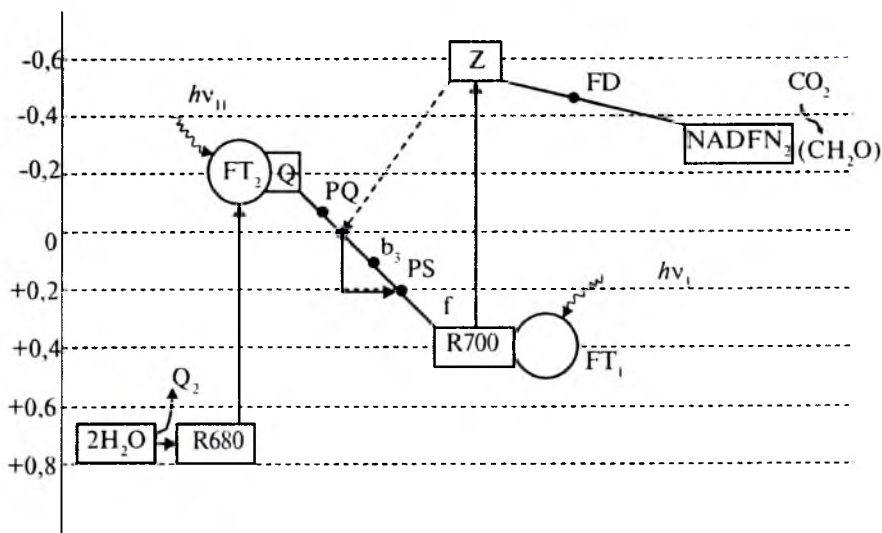 -0,6
Z
FD
CO₂
-0,4
hν₁₁
NADFN₂
(CH₂O)
-0,2
FT₂
Q
PQ
0
b₃
PS
hν₁
+0,2
f
R700
+0,4
FT₁
Q₂
+0,6
2H₂O
R680
+0,8